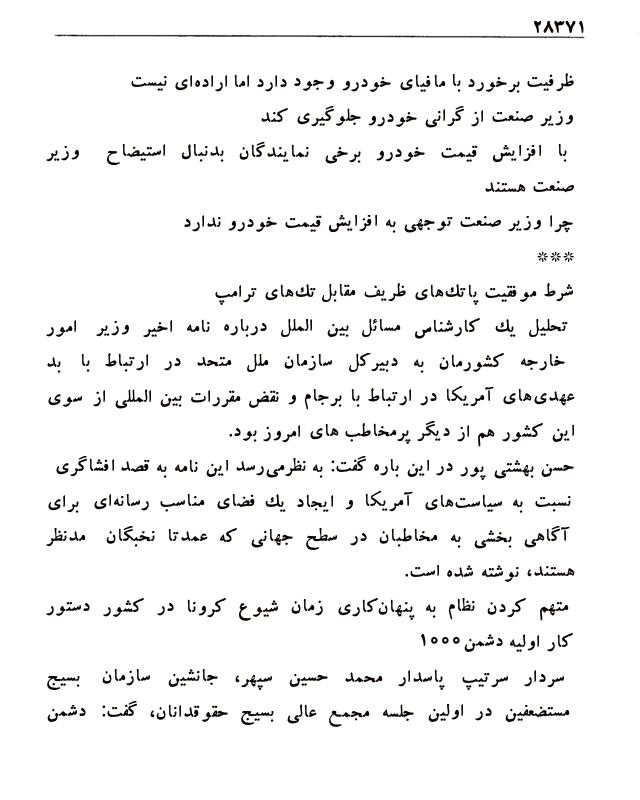 ۲۸۳۷۱
ظرفیت برخورد با مافیای خودرو وجود دارد اما اراده‌ای نیست
وزیر صنعت از گرانی خودرو جلوگیری کند
با افزایش قیمت خودرو برخی نمایندگان بدنبال استیضاح وزیر
صنعت هستند
چرا وزیر صنعت توجهی به افزایش قیمت خودرو ندارد
***
شرط موفقیت پاتك‌های ظریف مقابل تك‌های ترامپ
تحلیل یك کارشناس مسائل بین الملل درباره نامه اخیر وزیر امور
خارجه کشورمان به دبیرکل سازمان ملل متحد در ارتباط با بد
عهدی‌های آمریکا در ارتباط با برجام و نقض مقررات بین المللی از سوی
این کشور هم از دیگر پرمخاطب های امروز بود.
حسن بهشتی پور در این باره گفت: به نظرمی‌رسد این نامه به قصد افشاگری
نسبت به سیاست‌های آمریکا و ایجاد یك فضای مناسب رسانه‌ای برای
آگاهی بخشی به مخاطبان در سطح جهانی که عمدتا نخبگان مدنظر
هستند، نوشته شده است.
متهم کردن نظام به پنهان‌کاری زمان شیوع کرونا در کشور دستور
کار اولیه دشمن۱۰۰۰
سردار سرتیپ پاسدار محمد حسین سپهر، جانشین سازمان بسیج
مستضعفین در اولین جلسه مجمع عالی بسیج حقوقدانان، گفت: دشمن